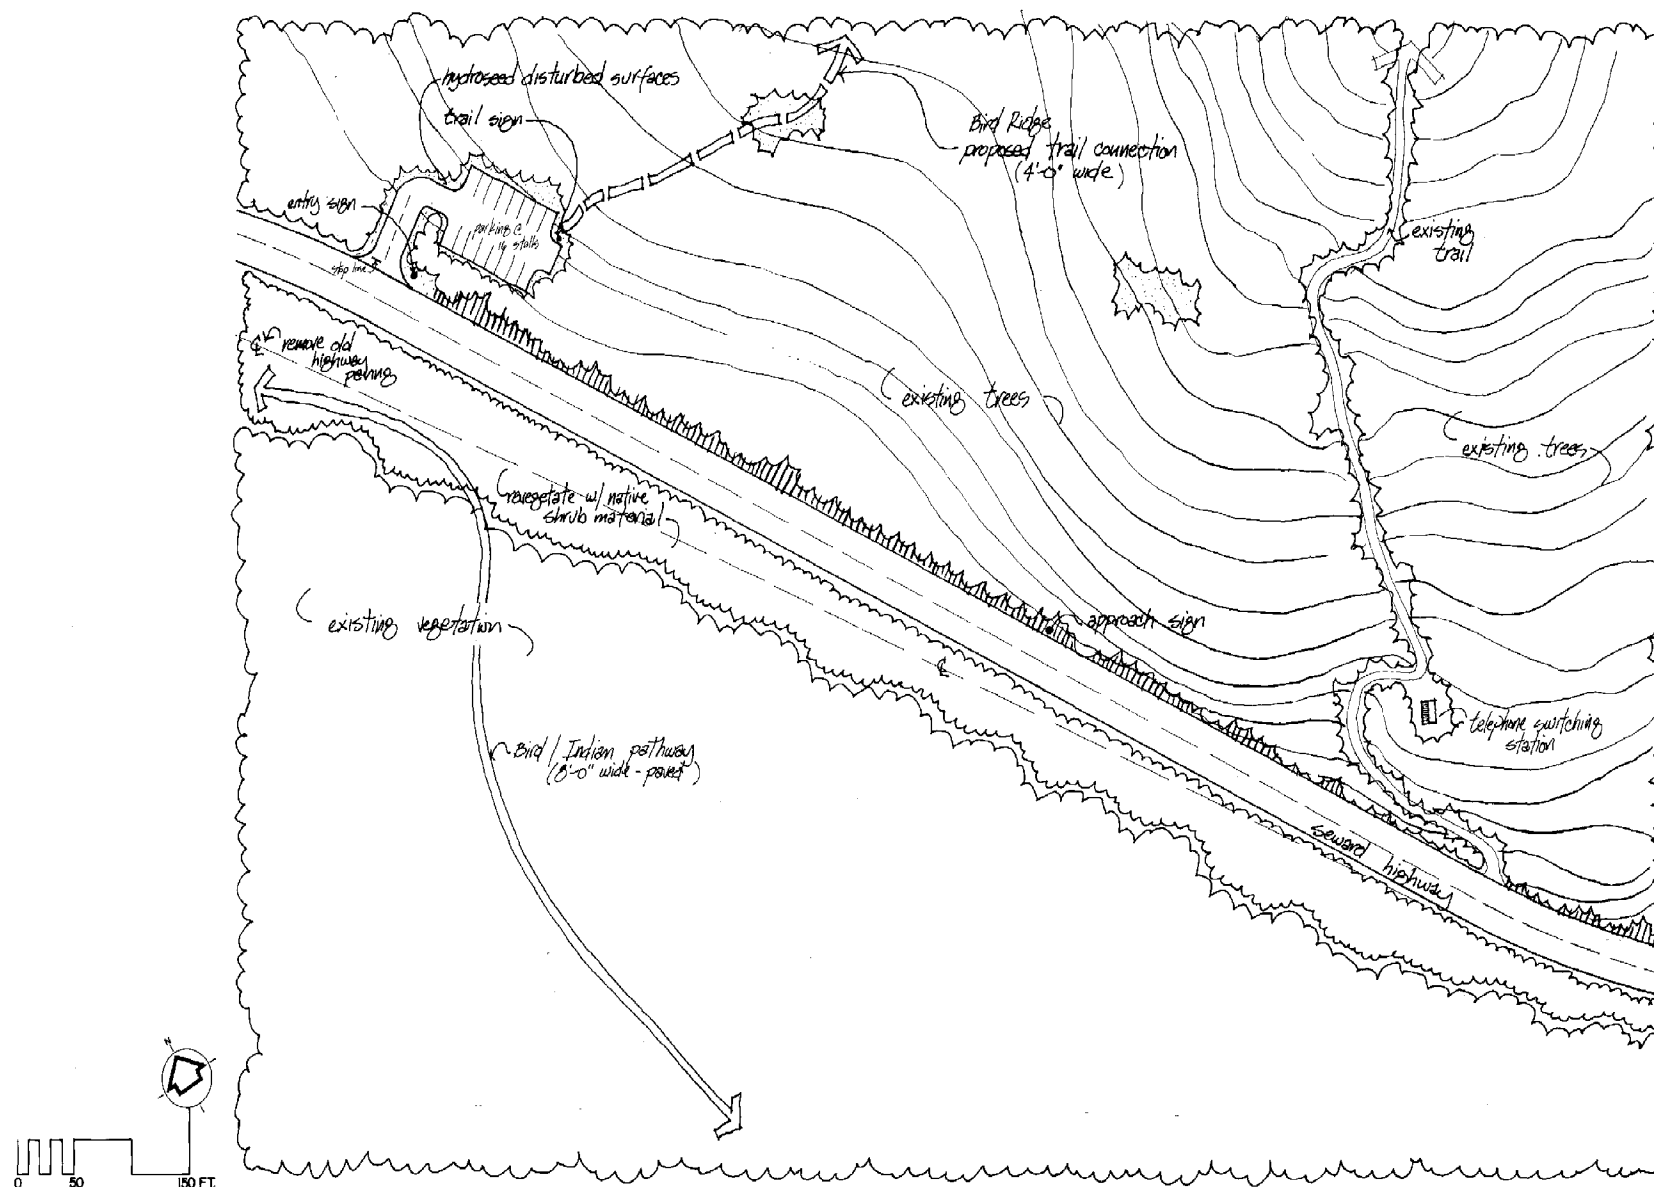 hydroseed disturbed surfaces
trail sign
Bird Ridge
proposed trail connection
(4'-0" wide)
entry sign
parking @
16 stalls
stop line
existing
trail
℄
remove old
highway
paving
existing trees
existing trees
revegetate w/ native
shrub material
existing vegetation
approach sign
℄
Bird / Indian pathway
(8'-0" wide - paved)
telephone switching
station
seward highway
N
0 50 150 FT.